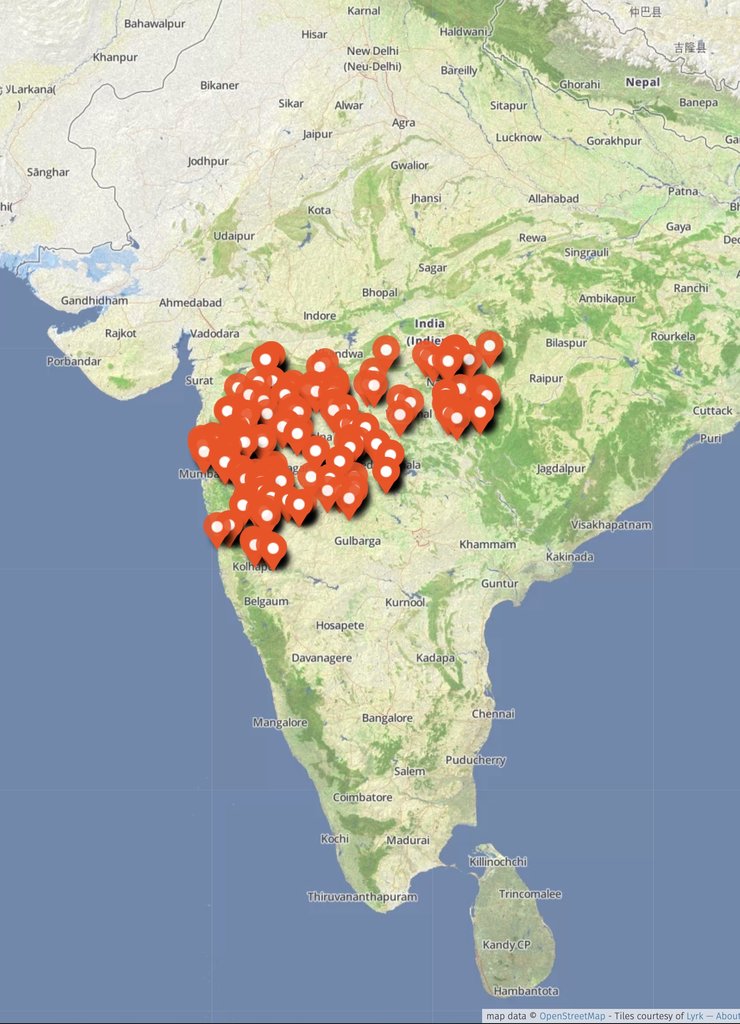 Karnal
仲巴县
Bahawalpur
Hisar
Haldwani
吉隆县
New Delhi
(Neu-Delhi)
Khanpur
Bareilly
Nepal
Bikaner
Ghorahi
Larkana(
)
Sikar
Alwar
Sitapur
Banepa
Agra
Jaipur
Lucknow
Gorakhpur
Jodhpur
Gwalior
Sānghar
Patna
Jhansi
Allahabad
Kota
Gaya
Udaipur
Rewa
Singrauli
Sagar
Ranchi
Bhopal
Gandhidham
Ahmedabad
Ambikapur
Indore
India
Rajkot
Vadodara
(Indien
Bilaspur
Rourkela
Porbandar
Surat
Raipur
Cuttack
Puri
Jagdalpur
Visakhapatnam
Gulbarga
Khammam
Kakinada
Kolhap
Guntur
Belgaum
Kurnool
Hosapete
Davanagere
Kadapa
Mangalore
Bangalore
Chennai
Puducherry
Salem
Coimbatore
Kochi
Madurai
Killinochchi
Thiruvananthapuram
Trincomalee
Kandy CP
Hambantota
map data © OpenStreetMap - Tiles courtesy of Lyrk — About